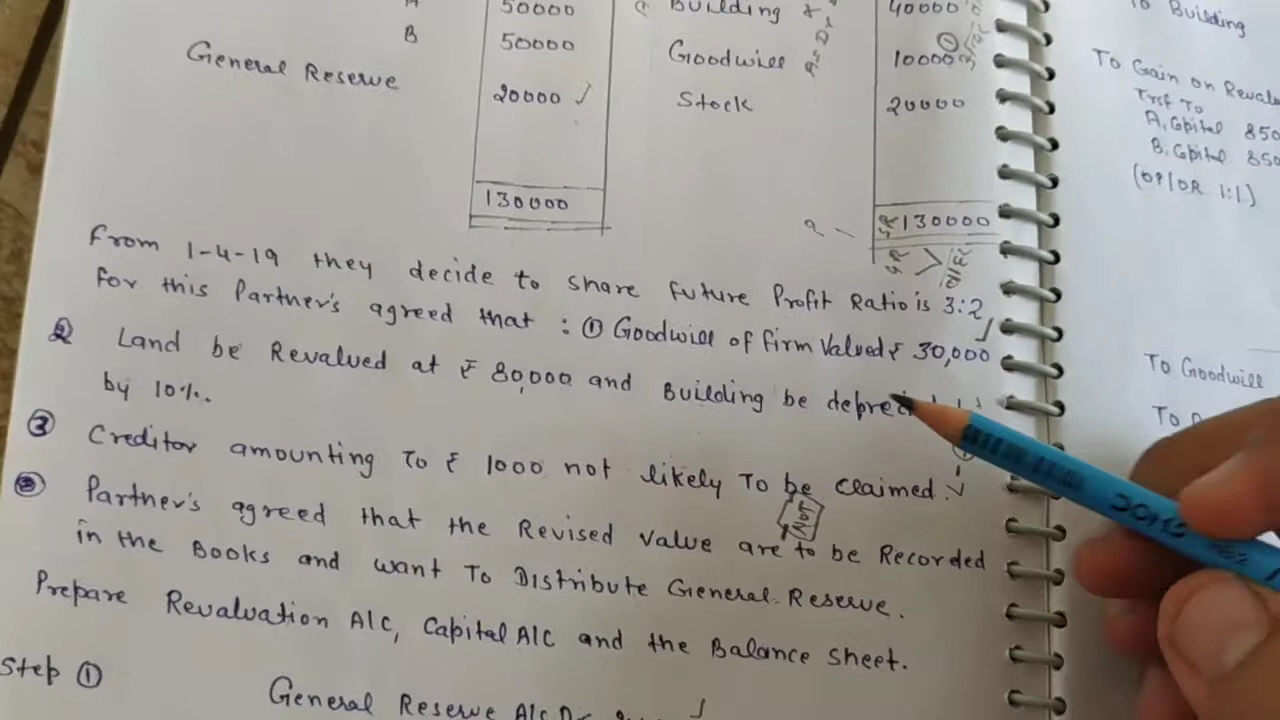 50000 Building 40000
B 50000 Goodwill 10000
General Reserve 20000 Stock 20000
130000 130000
From 1-4-19 they decide to share future Profit Ratio is 3:2
for this Partner's agreed that : ① Goodwill of firm Valued ₹ 30,000
② Land be Revalued at ₹ 80,000 and Building be
by 10%.
③ Creditor amounting To ₹ 1000 not likely To be claimed.
Partner's agreed that the Revised Value are to be Recorded
NOT
in the Books and want To Distribute General Reserve.
Prepare Revaluation A/C, Capital A/C and the Balance Sheet.
Step ①
General Reserve A/C Dr
To Building
To Gain on
Trsf To
A, Capital 850
B, Capital 850
(OP/OR 1:1)
To Goodwill
To